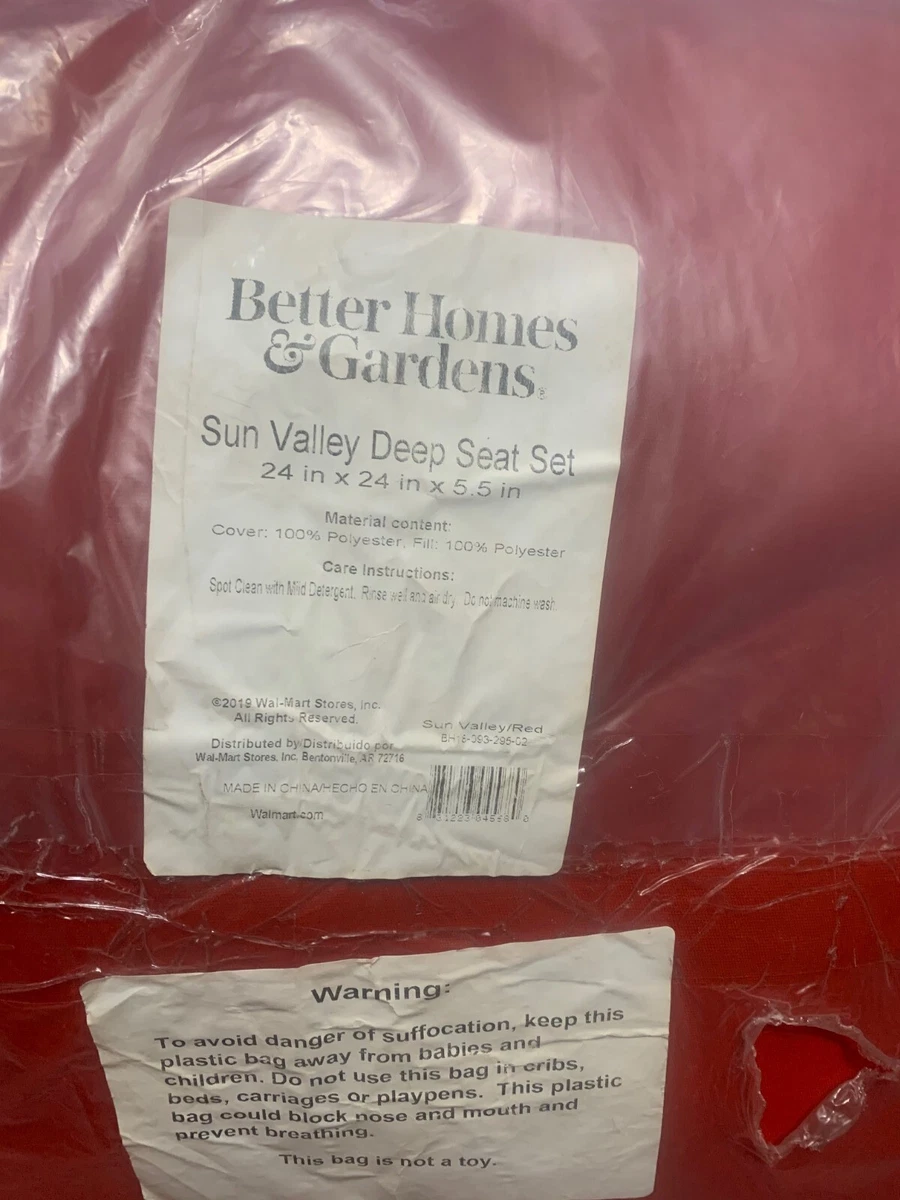 Better Homes
& Gardens®
Sun Valley Deep Seat Set
24 in x 24 in x 5.5 in
Material content:
Cover: 100% Polyester, Fill: 100% Polyester
Care Instructions:
Spot Clean with Mild Detergent. Rinse well and air dry. Do not machine wash.
©2019 Wal-Mart Stores, Inc.
All Rights Reserved.
Distributed by/Distribuido por
Wal-Mart Stores, Inc. Bentonville, AR 72716
MADE IN CHINA/HECHO EN CHINA
Walmart.com
Sun Valley/Red
BH18-393-295-02
Warning:
To avoid danger of suffocation, keep this
plastic bag away from babies and
children. Do not use this bag in cribs,
beds, carriages or playpens. This plastic
bag could block nose and mouth and
prevent breathing.
This bag is not a toy.